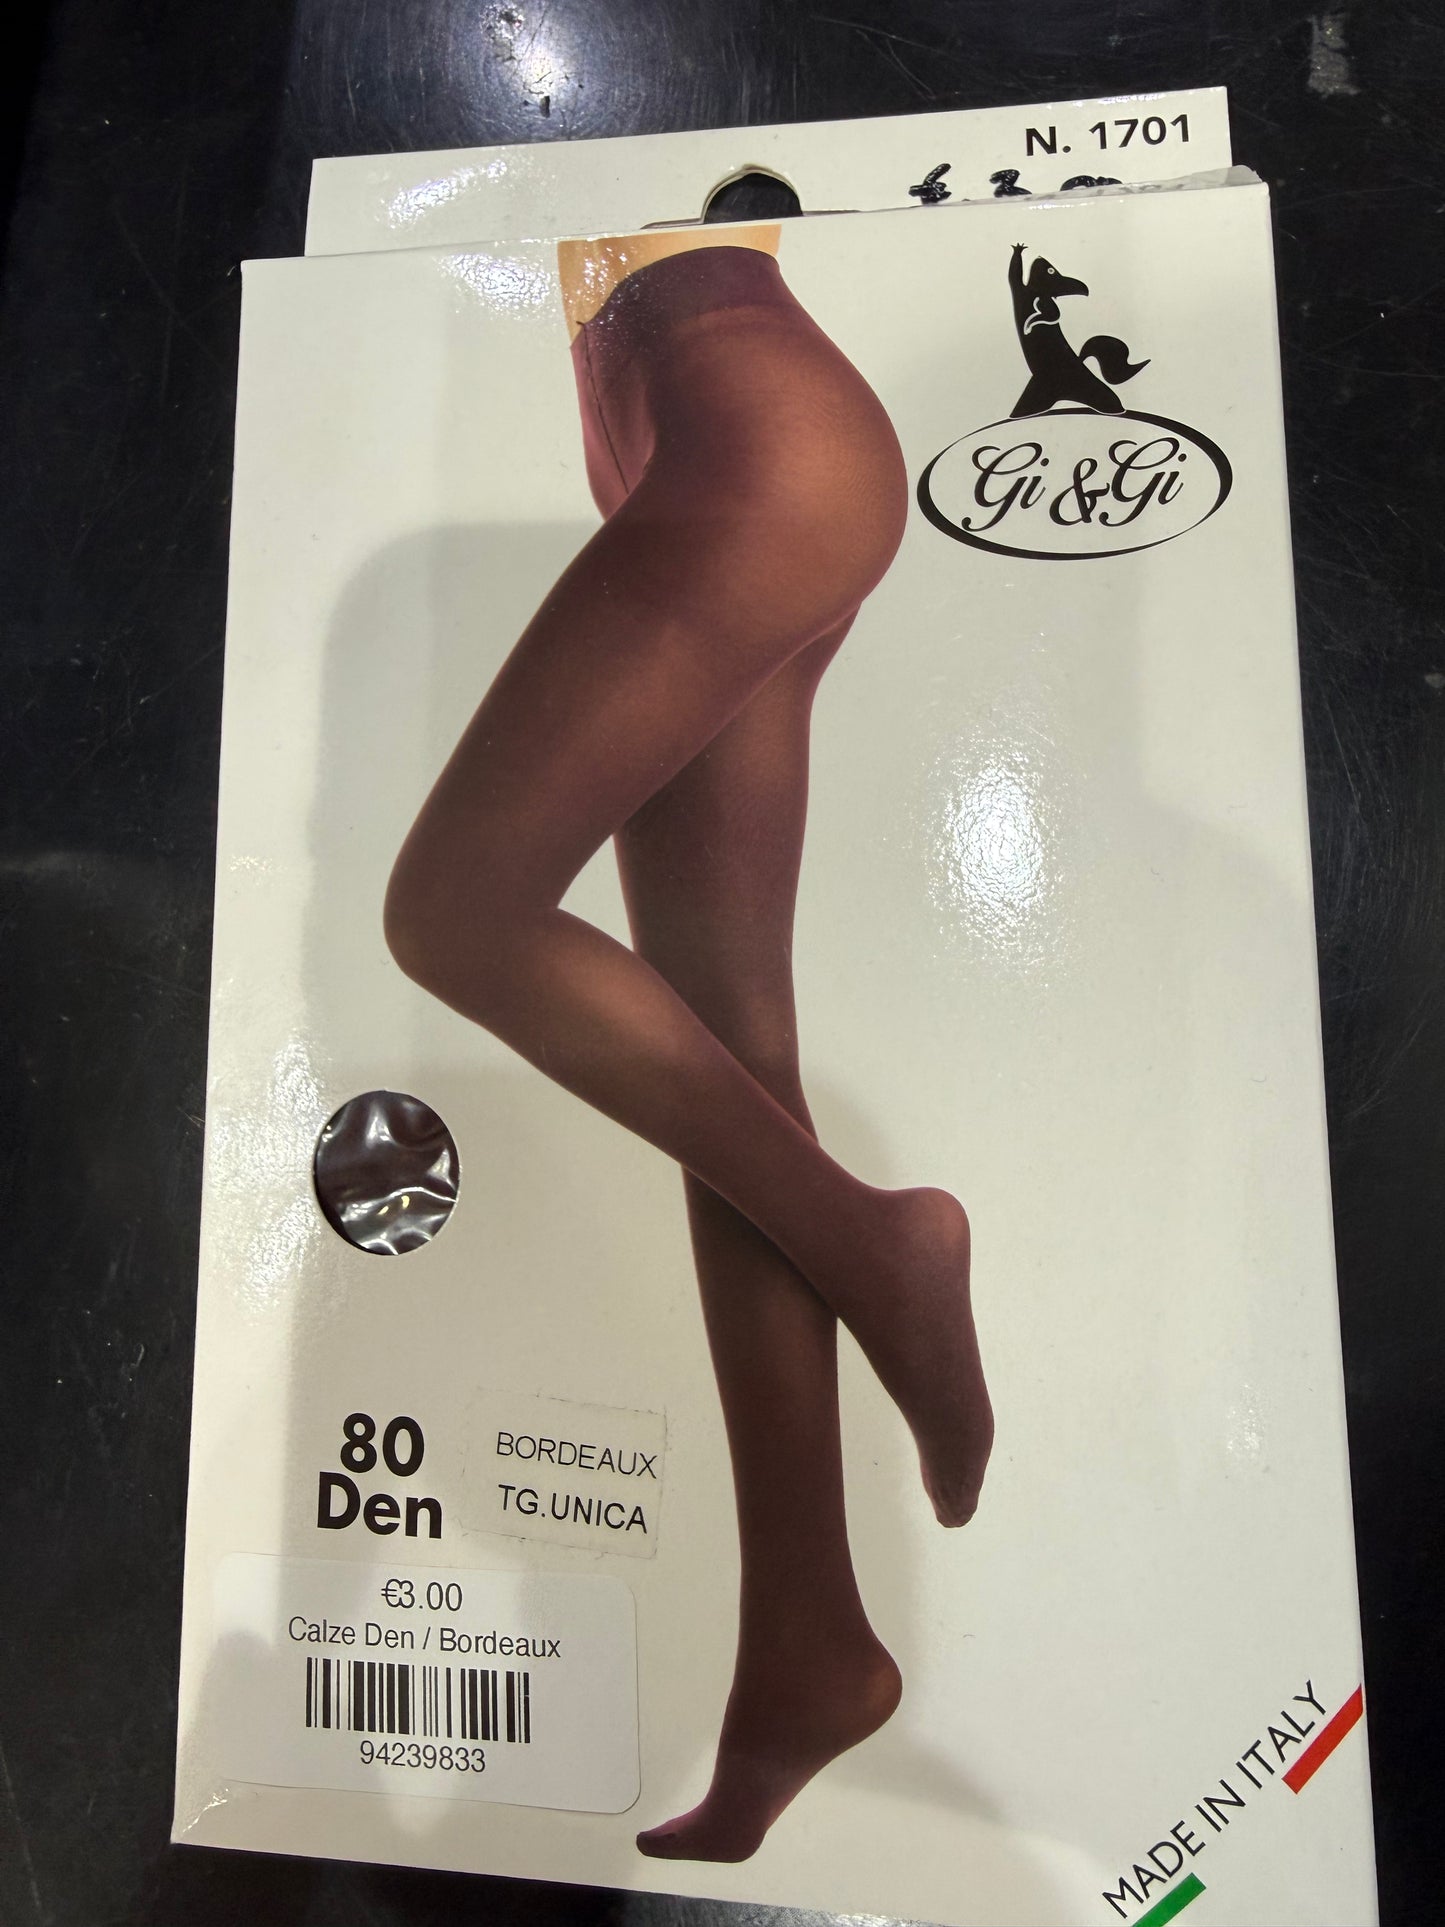 N. 1701
Gi & Gi
80
Den
BORDEAUX
TG.UNICA
€3.00
Calze Den / Bordeaux
94239833
MADE IN ITALY